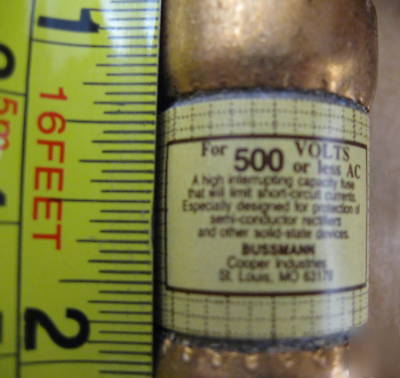 For 500 VOLTS
or less AC
A high interrupting capacity fuse
that will limit short-circuit currents.
Especially designed for protection of
semi-conductor rectifiers
and other solid-state devices.
BUSSMANN
Cooper Industries
St. Louis, MO 63178
1
2
16FEET
5m